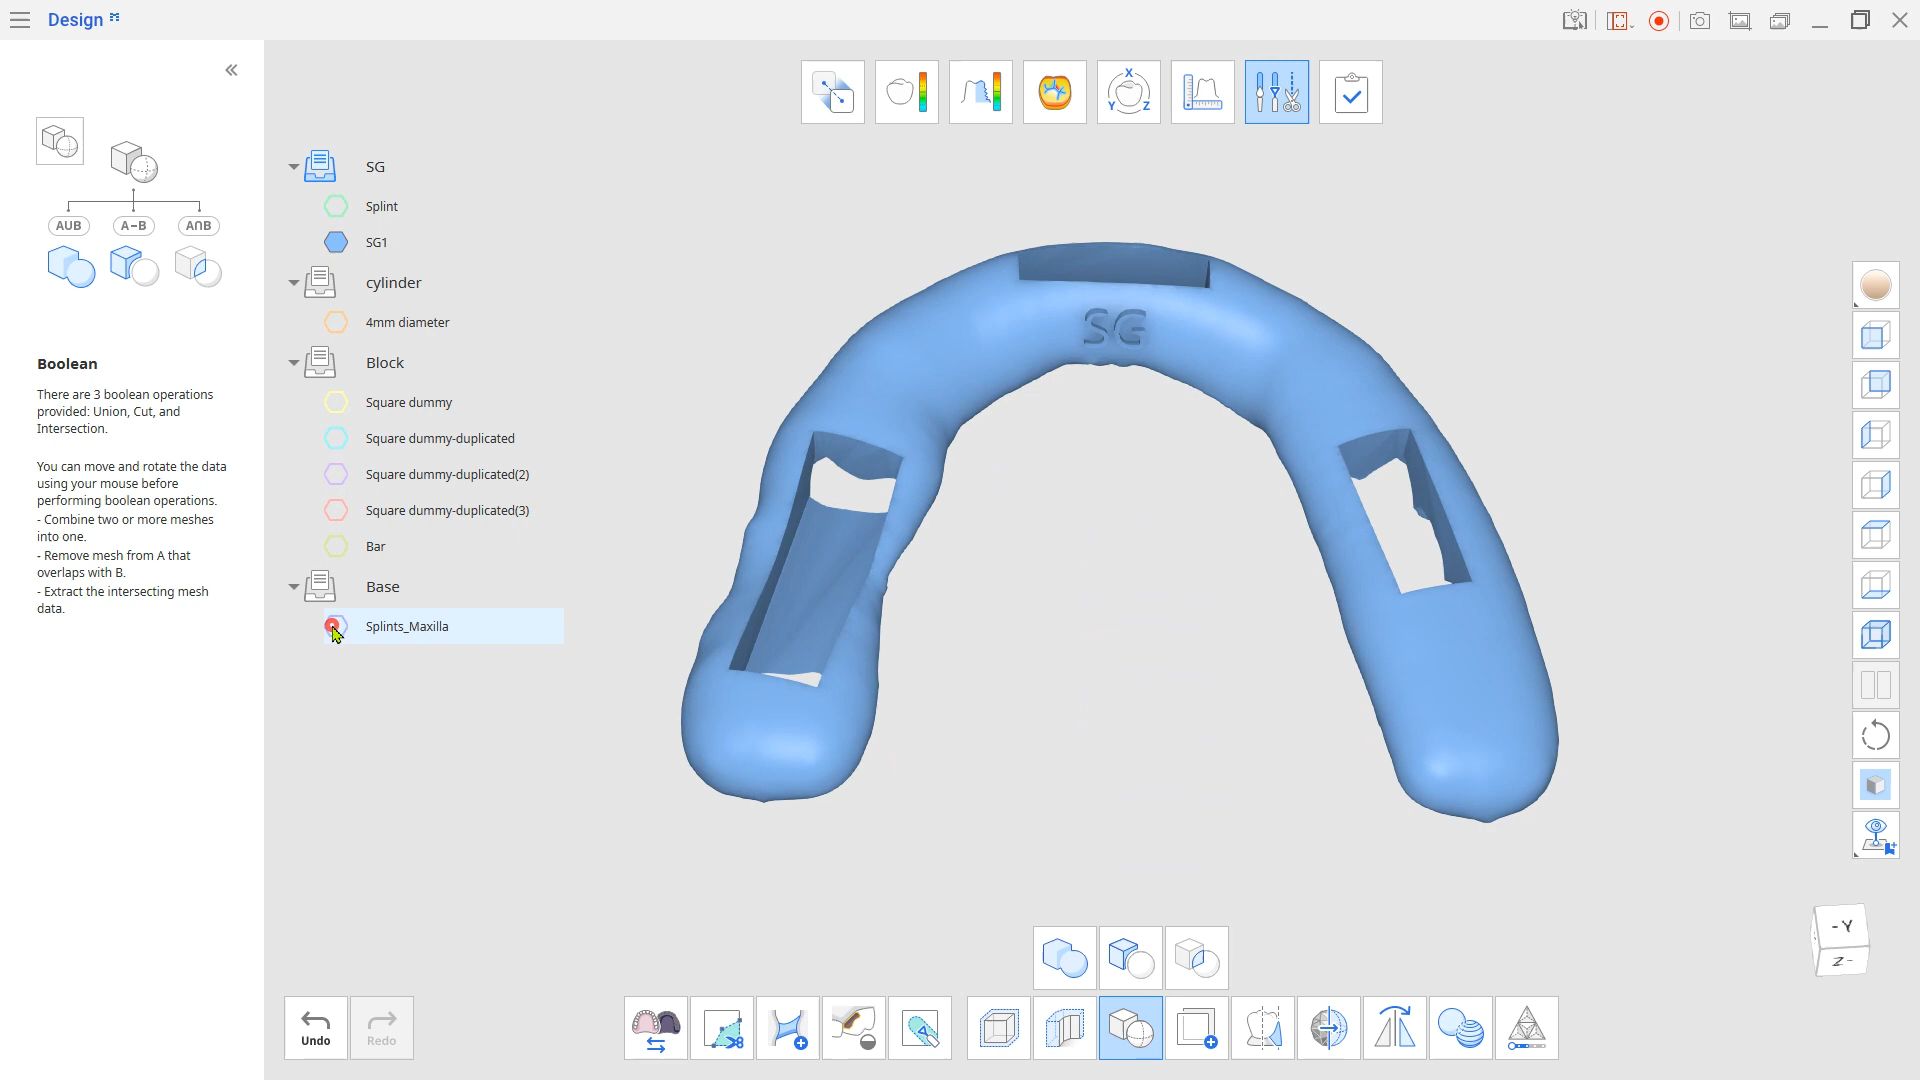 Design
X
Y
Z
AUB
A−B
A∩B
Boolean
There are 3 boolean operations
provided: Union, Cut, and
Intersection.
You can move and rotate the data
using your mouse before
performing boolean operations.
- Combine two or more meshes
into one.
- Remove mesh from A that
overlaps with B.
- Extract the intersecting mesh
data.
SG
Splint
SG1
cylinder
4mm diameter
Block
Square dummy
Square dummy-duplicated
Square dummy-duplicated(2)
Square dummy-duplicated(3)
Bar
Base
Splints_Maxilla
SG
-Y
Z-
Undo
Redo